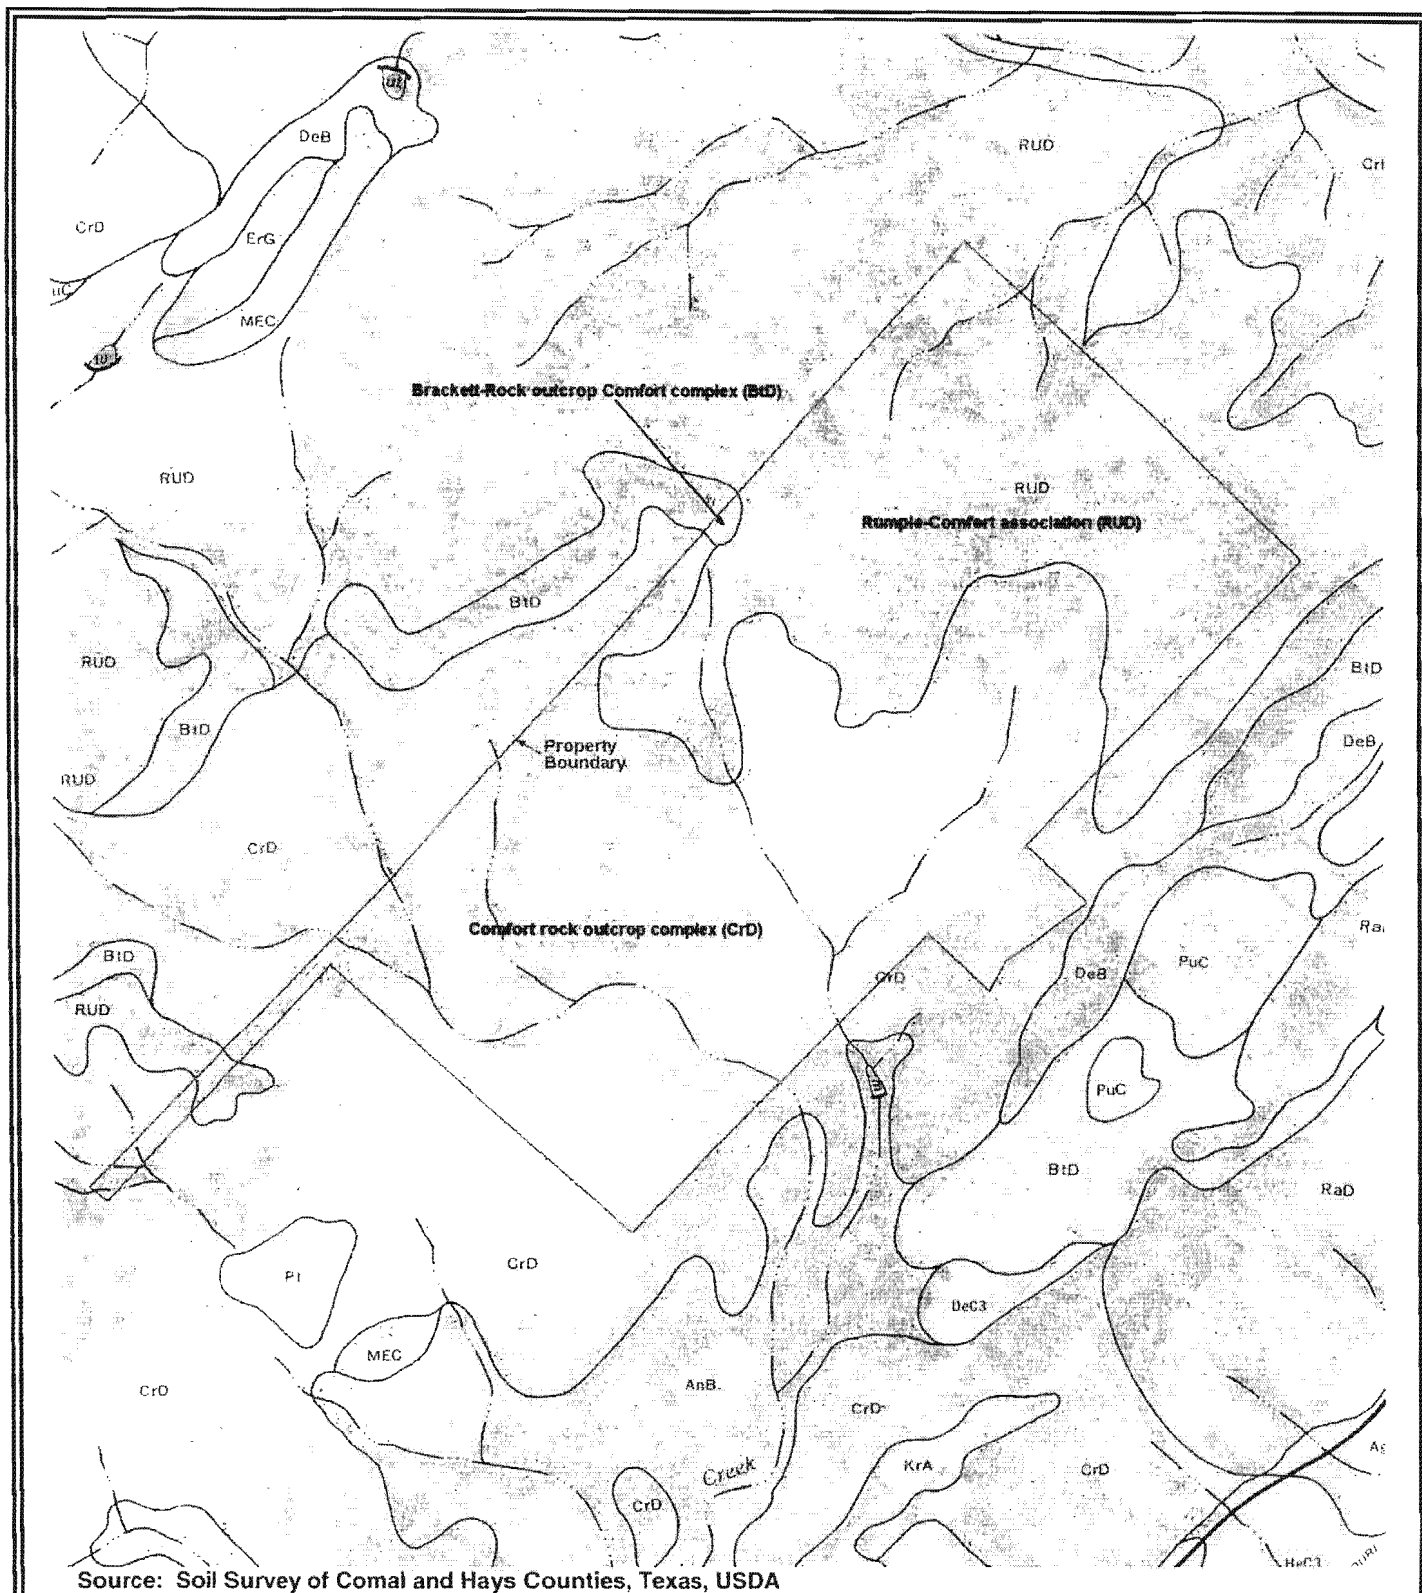 DeB
RUD
CrD
ErG
MEC
Brackett-Rock outcrop Comfort complex (BtD)
RUD
RUD
Rumple-Comfort association (RUD)
BtD
RUD
BtD
BtD
DeB
Property
Boundary
RUD
CrD
Comfort rock outcrop complex (CrD)
BtD
CrD
DeB
PuC
RUD
PuC
BtD
RaD
CrD
DeC3
MEC
CrD
AnB
CrD
KrA
CrD
Creek
CrD
Source: Soil Survey of Comal and Hays Counties, Texas, USDA